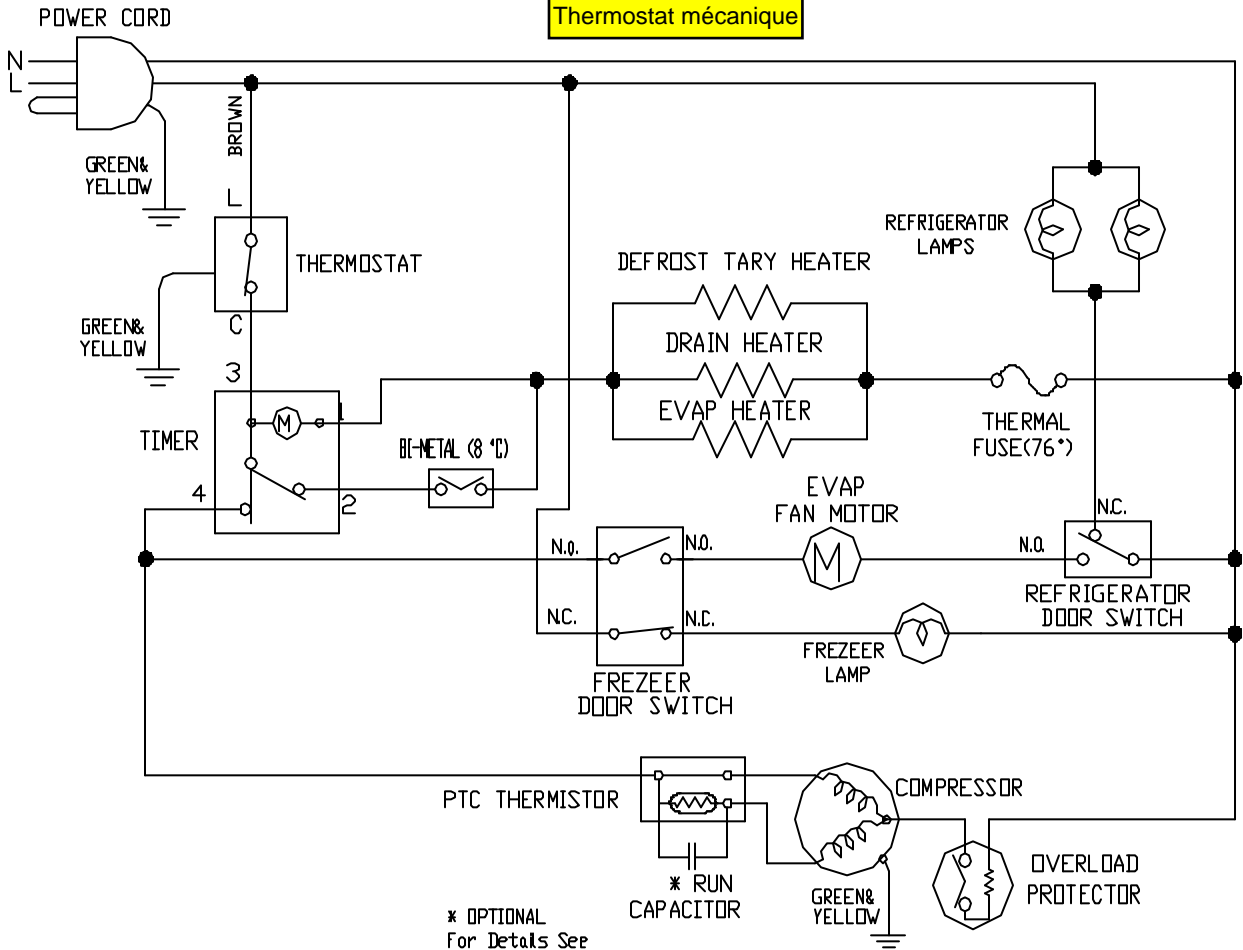 Thermostat mécanique
POWER CORD
N
L
BROWN
GREEN&
YELLOW
L
THERMOSTAT
C
GREEN&
YELLOW
3
REFRIGERATOR
LAMPS
DEFROST TARY HEATER
DRAIN HEATER
EVAP HEATER
THERMAL
FUSE(76°)
TIMER
M
1
BI-METAL (8 °C)
4
2
EVAP
FAN MOTOR
M
N.O.
N.O.
N.O.
N.C.
REFRIGERATOR
DOOR SWITCH
N.C.
N.C.
FREZEER
LAMP
FREZEER
DOOR SWITCH
PTC THERMISTOR
COMPRESSOR
* RUN
CAPACITOR
GREEN&
YELLOW
OVERLOAD
PROTECTOR
* OPTIONAL
For Details See